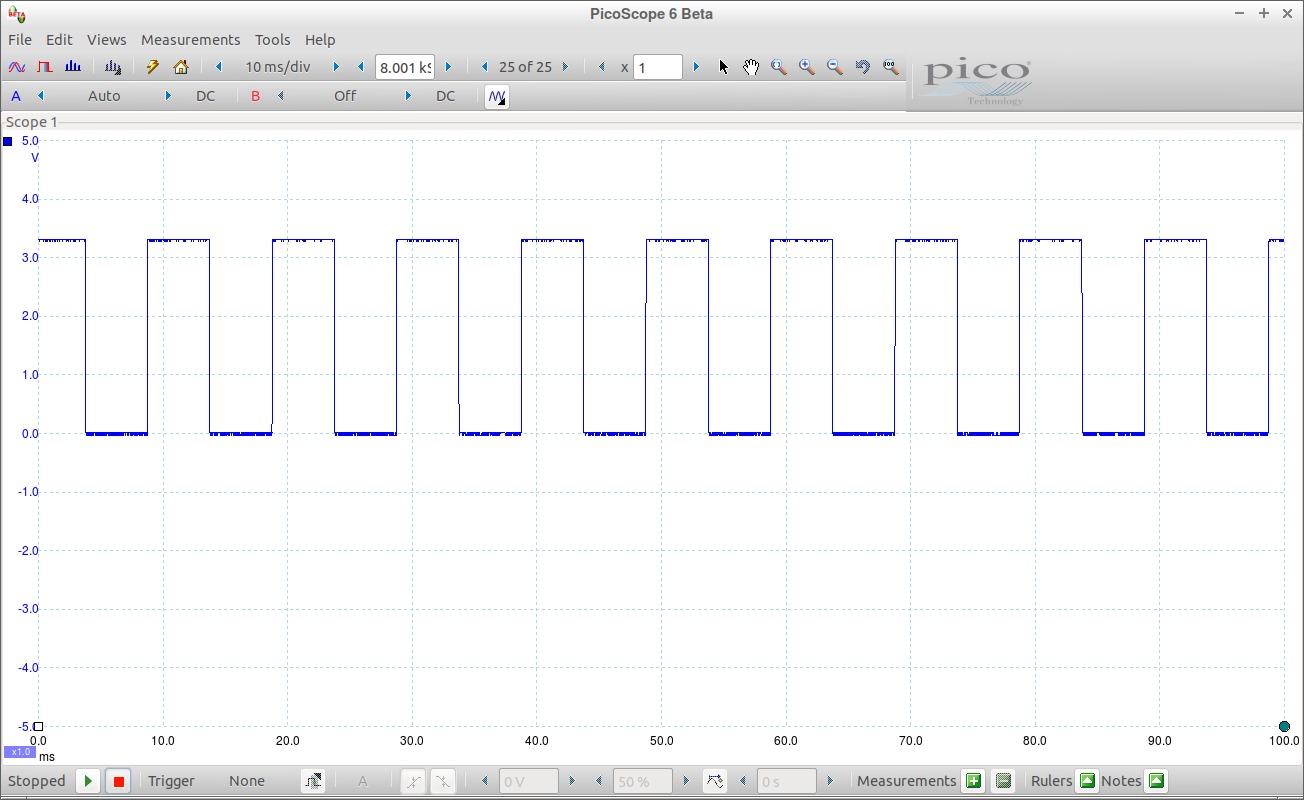 BETA
PicoScope 6 Beta
File Edit Views Measurements Tools Help
10 ms/div 8.001 kS 25 of 25 x 1
pico
Technology
A Auto DC B Off DC
Scope 1
5.0
V
4.0
3.0
2.0
1.0
0.0
-1.0
-2.0
-3.0
-4.0
-5.0
x1.0
0.0 10.0 20.0 30.0 40.0 50.0 60.0 70.0 80.0 90.0 100.0
ms
Stopped Trigger None A 0 V 50 % 0 s Measurements Rulers Notes